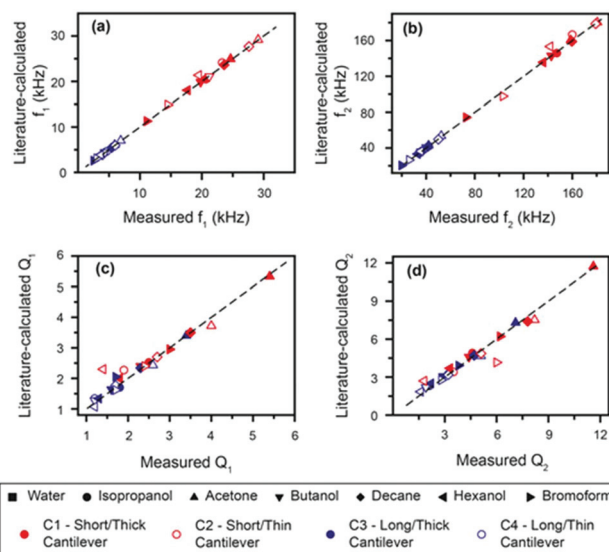 (a)
Literature-calculated
f1 (kHz)
30
20
10
0
10
20
30
Measured f1 (kHz)
(b)
Literature-calculated
f2 (kHz)
160
120
80
40
0
40
80
120
160
Measured f2 (kHz)
(c)
Literature-calculated Q1
6
5
4
3
2
1
1
2
3
4
5
6
Measured Q1
(d)
Literature-calculated Q2
12
9
6
3
0
3
6
9
12
Measured Q2
Water Isopropanol Acetone Butanol Decane Hexanol Bromoform
C1 - Short/Thick C2 - Short/Thin C3 - Long/Thick C4 - Long/Thin
Cantilever Cantilever Cantilever Cantilever